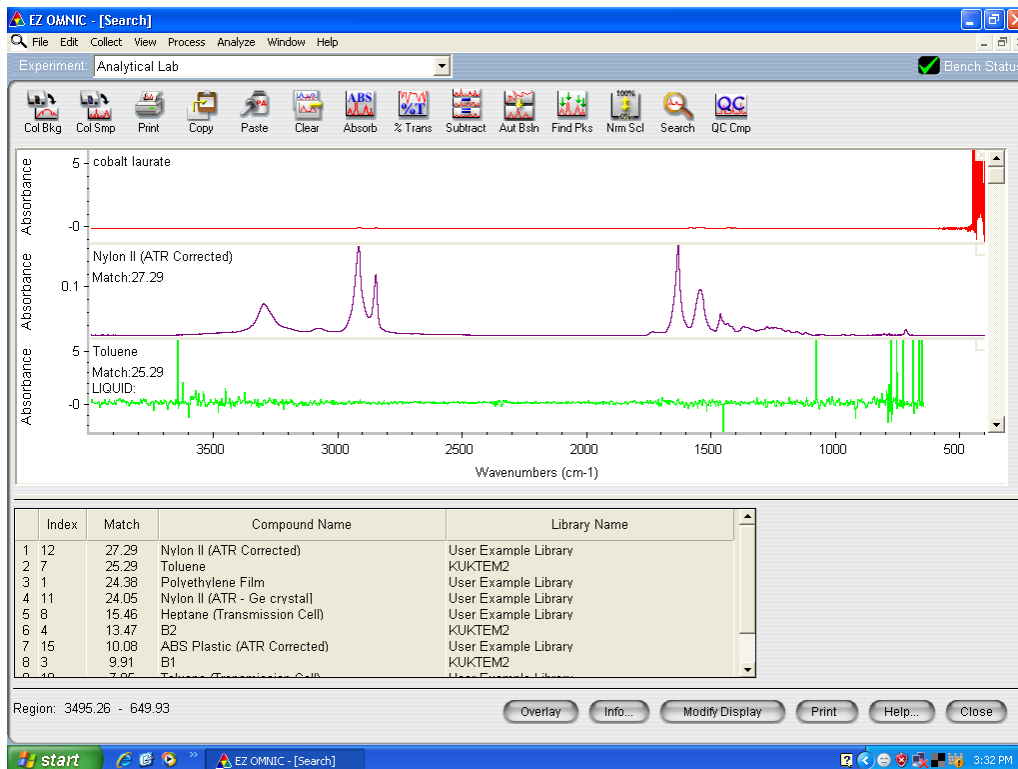 EZ OMNIC - [Search]
File Edit Collect View Process Analyze Window Help
Experiment: Analytical Lab Bench Status
Col Bkg Col Smp Print Copy Paste Clear Absorb % Trans Subtract Aut Bsln Find Pks Nrm Scl Search QC Cmp
cobalt laurate
Absorbance
5
-0
Nylon II (ATR Corrected)
Match:27.29
Absorbance
0.1
Toluene
Match:25.29
LIQUID:
Absorbance
5
-0
3500 3000 2500 2000 1500 1000 500
Wavenumbers (cm-1)
Index Match Compound Name Library Name
1 12 27.29 Nylon II (ATR Corrected) User Example Library
2 7 25.29 Toluene KUKTEM2
3 1 24.38 Polyethylene Film User Example Library
4 11 24.05 Nylon II (ATR - Ge crystal] User Example Library
5 8 15.46 Heptane (Transmission Cell) User Example Library
6 4 13.47 B2 KUKTEM2
7 15 10.08 ABS Plastic (ATR Corrected) User Example Library
8 3 9.91 B1 KUKTEM2
Region: 3495.26 - 649.93
Overlay Info... Modify Display Print Help... Close
start EZ OMNIC - [Search] 3:32 PM